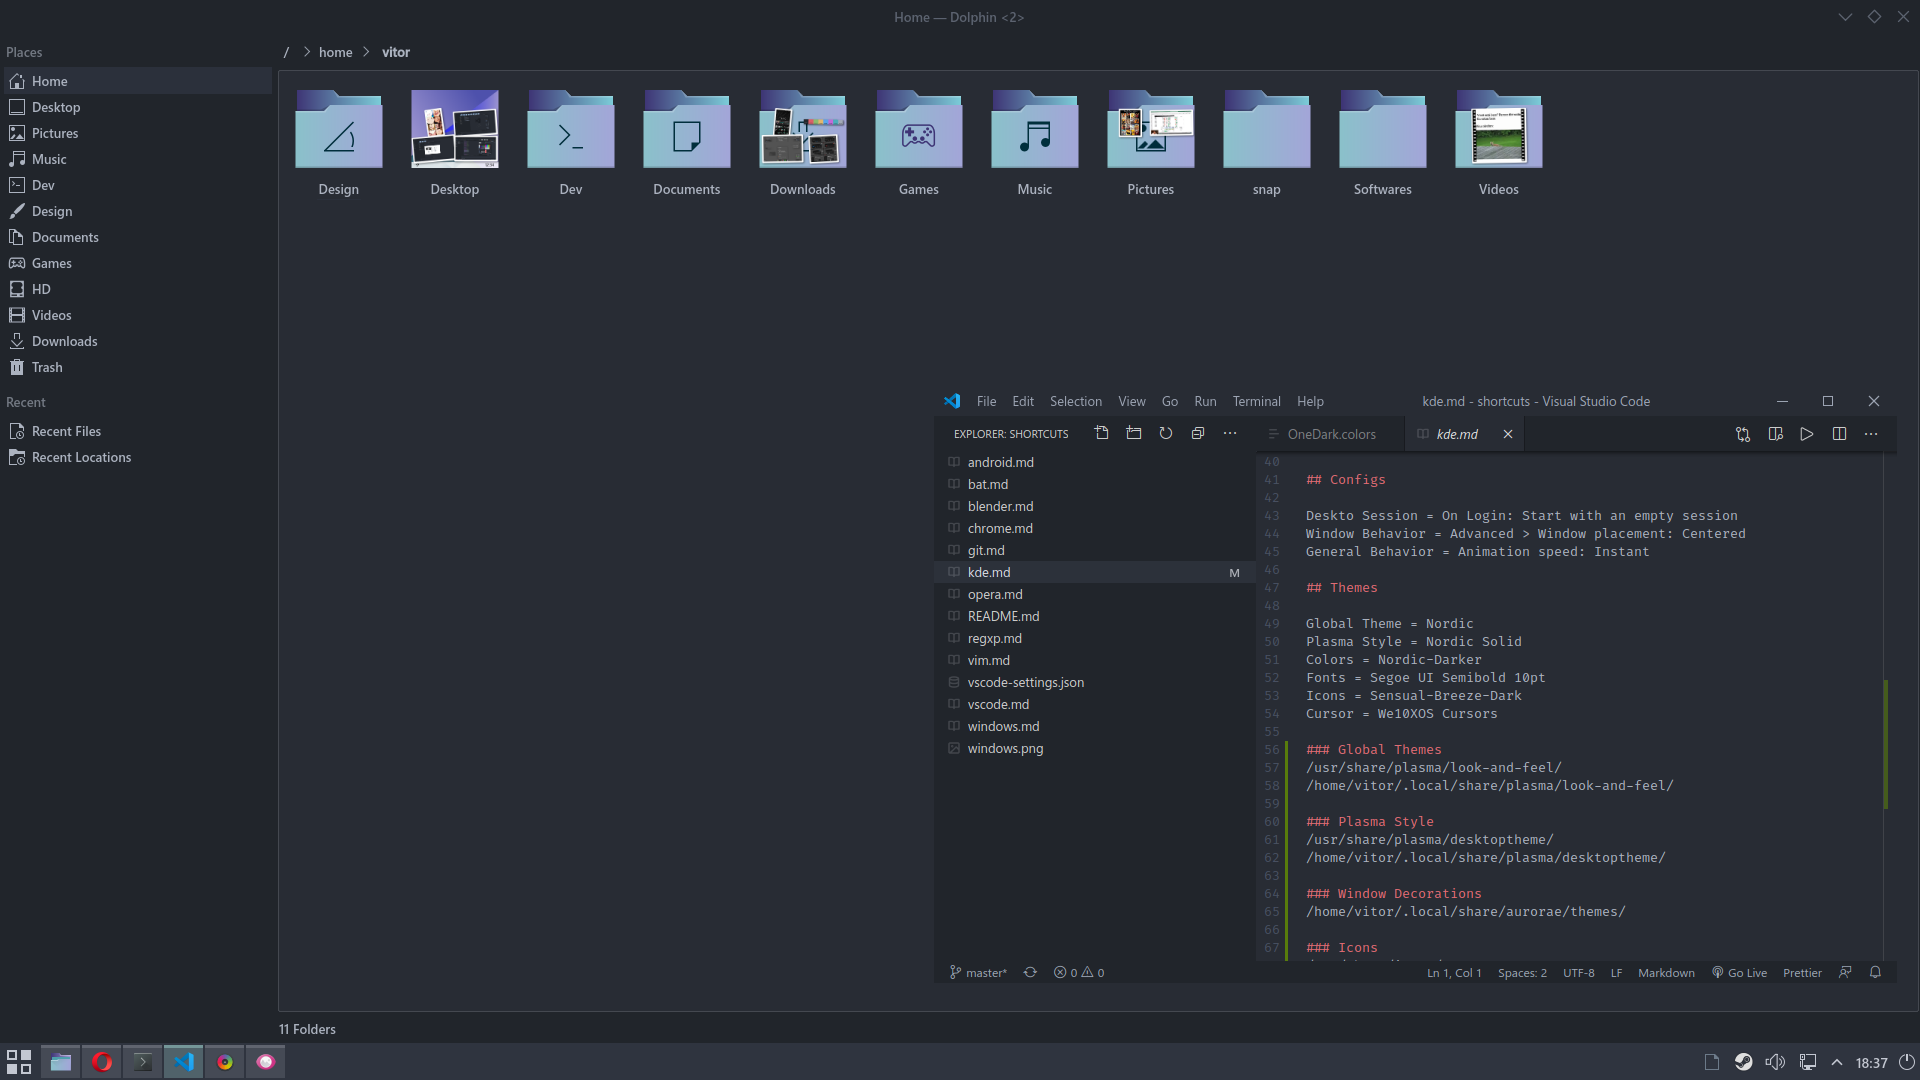 Home — Dolphin <2>
Places
Home
Desktop
Pictures
Music
Dev
Design
Documents
Games
HD
Videos
Downloads
Trash
Recent
Recent Files
Recent Locations
/ > home > vitor
Design Desktop Dev Documents Downloads Games Music Pictures snap Softwares Videos
File Edit Selection View Go Run Terminal Help kde.md - shortcuts - Visual Studio Code
EXPLORER: SHORTCUTS
android.md
bat.md
blender.md
chrome.md
git.md
kde.md M
opera.md
README.md
regxp.md
vim.md
vscode-settings.json
vscode.md
windows.md
windows.png
OneDark.colors kde.md
40
41 ## Configs
42
43 Deskto Session = On Login: Start with an empty session
44 Window Behavior = Advanced > Window placement: Centered
45 General Behavior = Animation speed: Instant
46
47 ## Themes
48
49 Global Theme = Nordic
50 Plasma Style = Nordic Solid
51 Colors = Nordic-Darker
52 Fonts = Segoe UI Semibold 10pt
53 Icons = Sensual-Breeze-Dark
54 Cursor = We10XOS Cursors
55
56 ### Global Themes
57 /usr/share/plasma/look-and-feel/
58 /home/vitor/.local/share/plasma/look-and-feel/
59
60 ### Plasma Style
61 /usr/share/plasma/desktoptheme/
62 /home/vitor/.local/share/plasma/desktoptheme/
63
64 ### Window Decorations
65 /home/vitor/.local/share/aurorae/themes/
66
67 ### Icons
master* 0 0 Ln 1, Col 1 Spaces: 2 UTF-8 LF Markdown Go Live Prettier
11 Folders
18:37